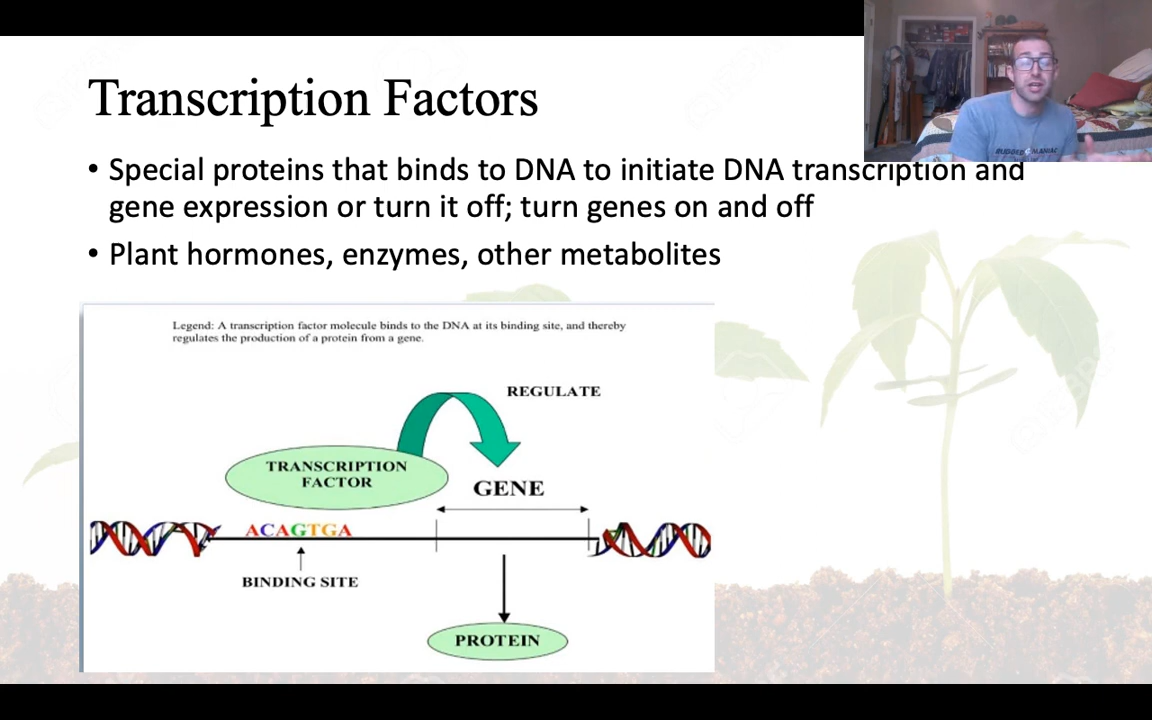 Transcription Factors
• Special proteins that binds to DNA to initiate DNA transcription and
gene expression or turn it off; turn genes on and off
• Plant hormones, enzymes, other metabolites
Legend: A transcription factor molecule binds to the DNA at its binding site, and thereby
regulates the production of a protein from a gene.
REGULATE
TRANSCRIPTION
FACTOR
GENE
ACAGTGA
BINDING SITE
PROTEIN